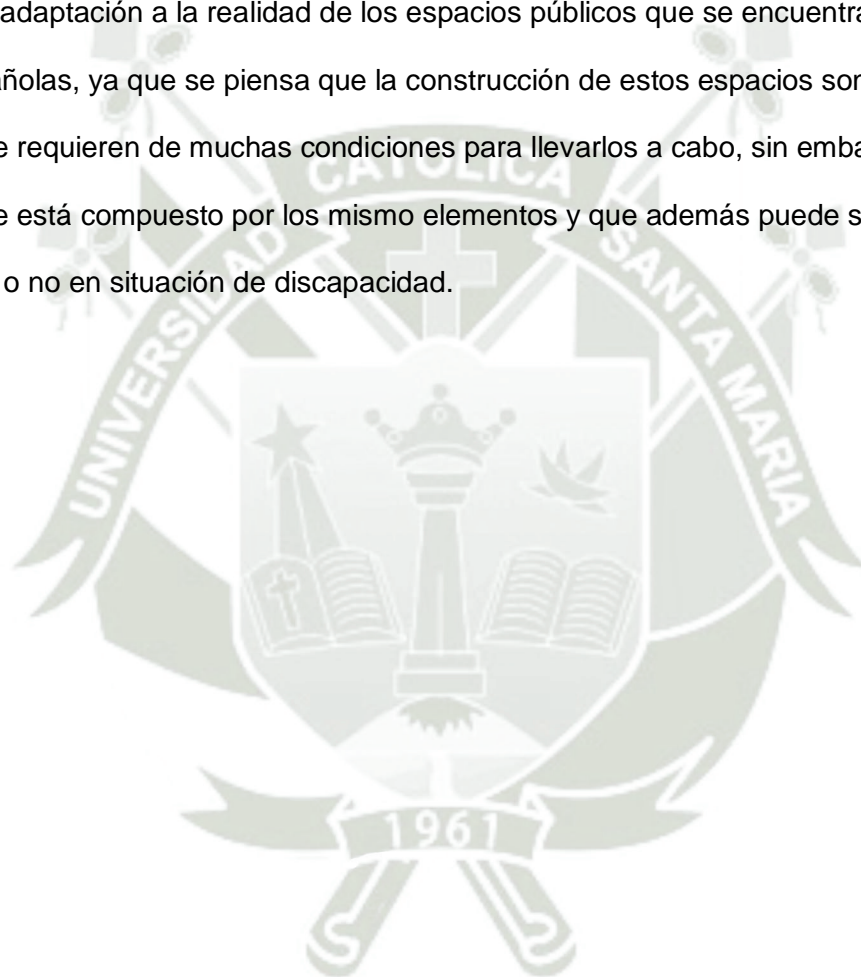 adaptación a la realidad de los espacios públicos que se encuentra
añolas, ya que se piensa que la construcción de estos espacios son
e requieren de muchas condiciones para llevarlos a cabo, sin emba
e está compuesto por los mismo elementos y que además puede s
o no en situación de discapacidad.
UNIVERSIDAD CATOLICA SANTA MARIA
1961